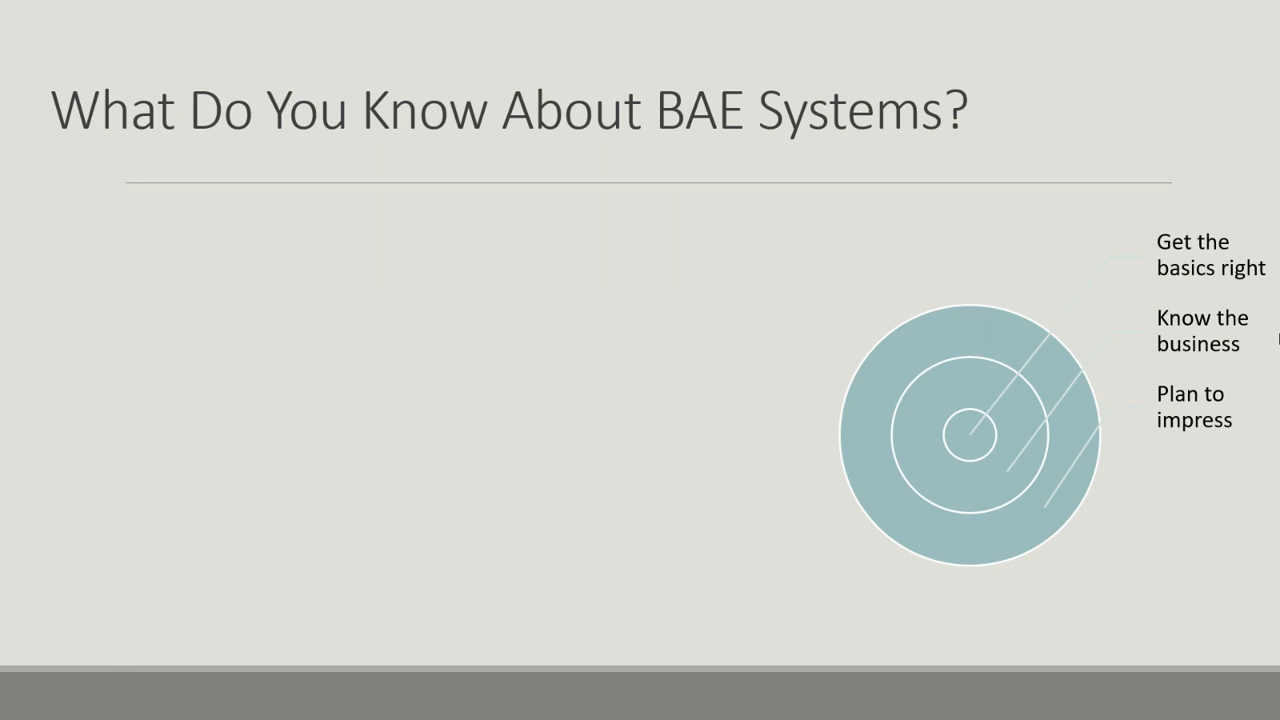 What Do You Know About BAE Systems?
Get the
basics right
Know the
business
Plan to
impress